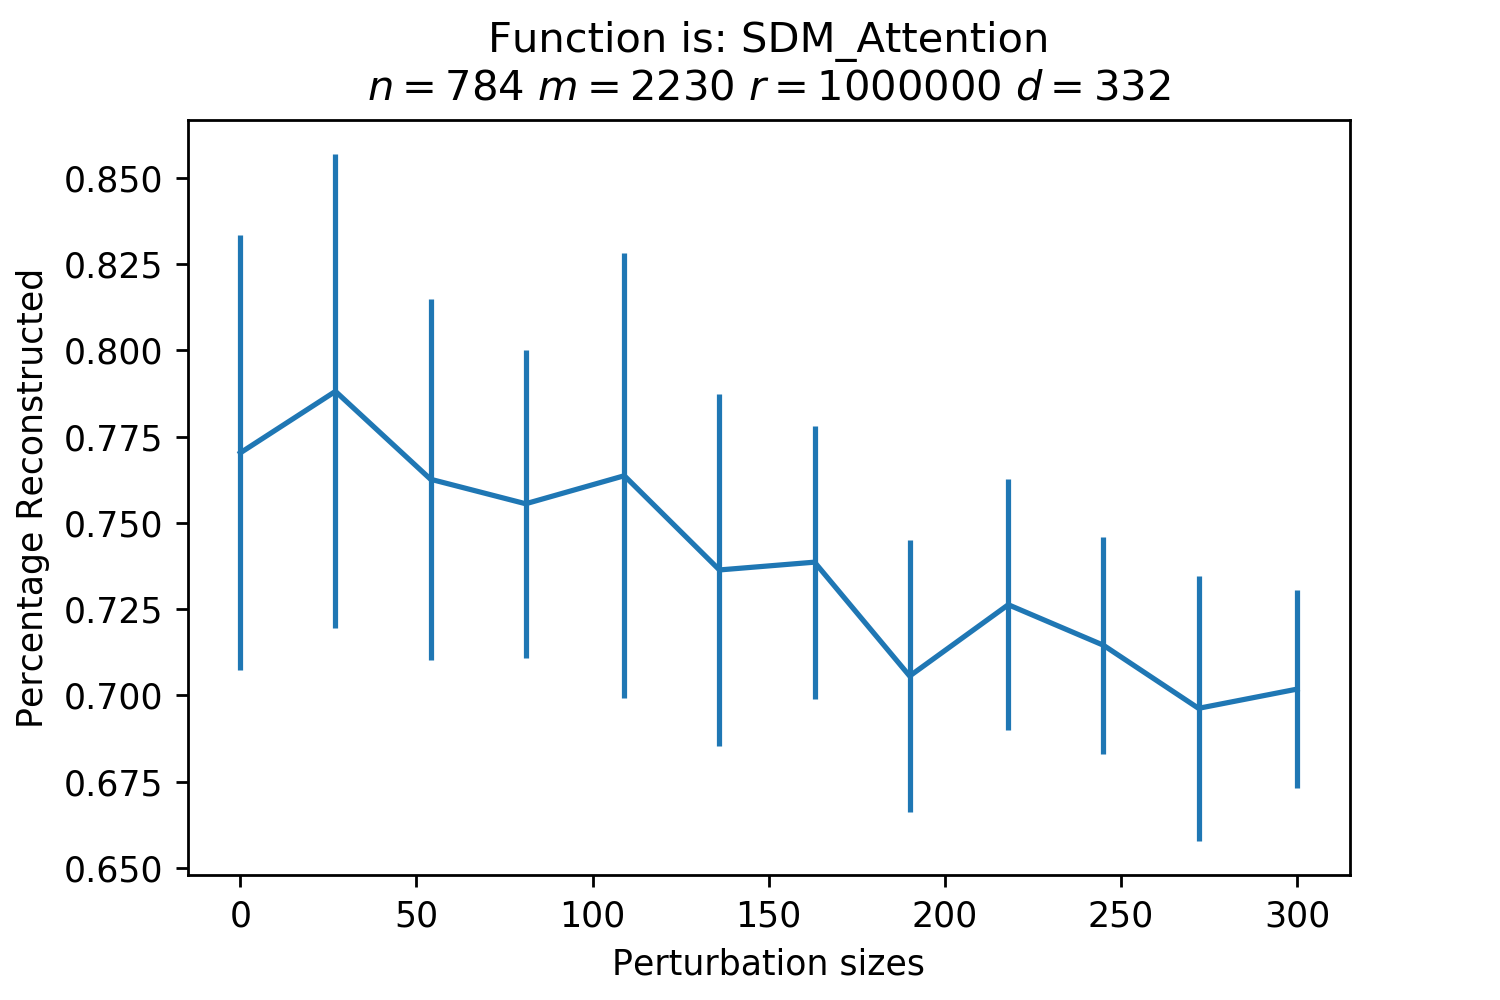 Function is: SDM_Attention
n = 784 m = 2230 r = 1000000 d = 332
Percentage Reconstructed
0.850
0.825
0.800
0.775
0.750
0.725
0.700
0.675
0.650
0 50 100 150 200 250 300
Perturbation sizes